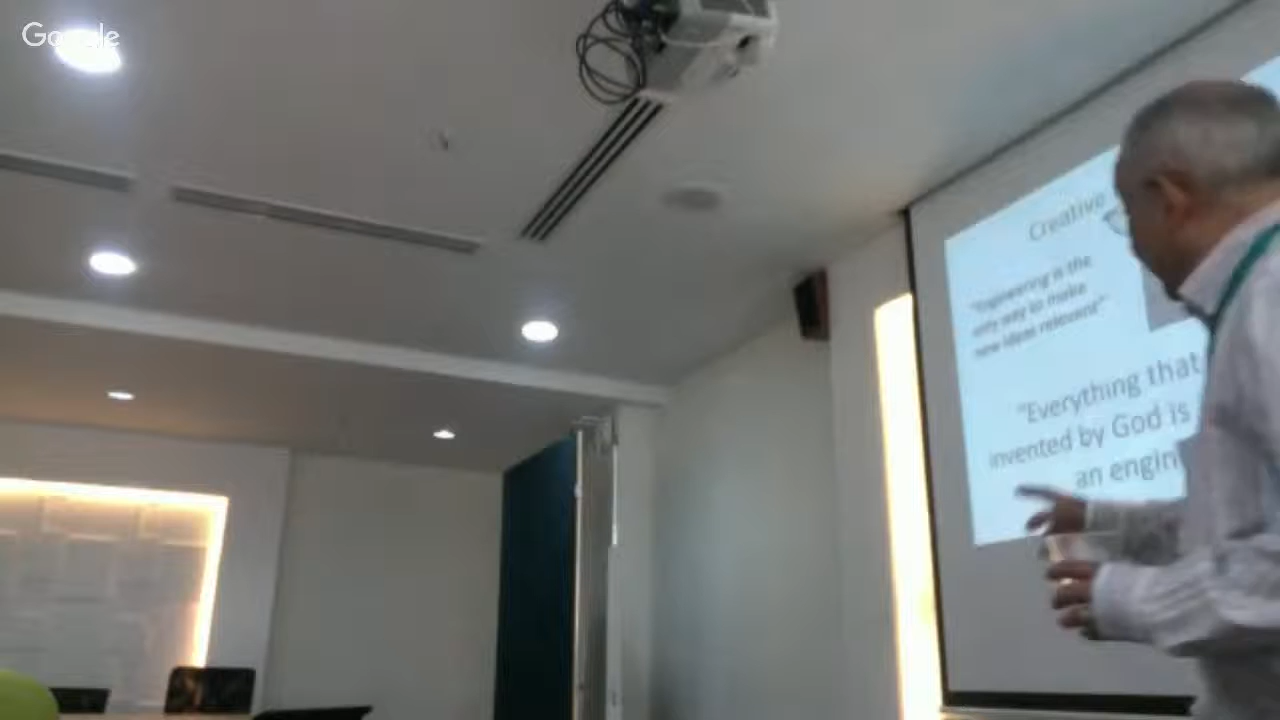 Google
Creative
"Engineering is the
only way to make
new ideas relevant"
"Everything that
invented by God is
an engin